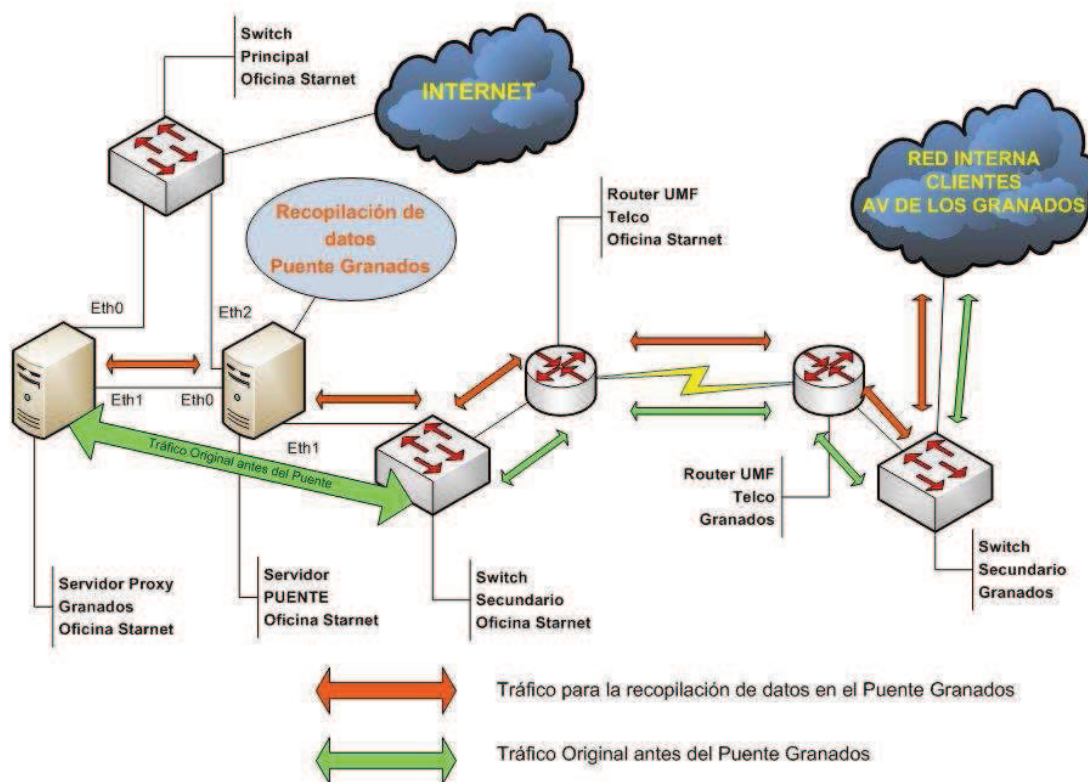 Switch
Principal
Oficina Starnet
INTERNET
RED INTERNA
CLIENTES
AV DE LOS GRANADOS
Router UMF
Telco
Oficina Starnet
Recopilación de
datos
Puente Granados
Eth0
Eth2
Eth1
Eth0
Eth1
Tráfico Original antes del Puente
Router UMF
Telco
Granados
Servidor Proxy
Granados
Oficina Starnet
Servidor
PUENTE
Oficina Starnet
Switch
Secundario
Oficina Starnet
Switch
Secundario
Granados
Tráfico para la recopilación de datos en el Puente Granados
Tráfico Original antes del Puente Granados